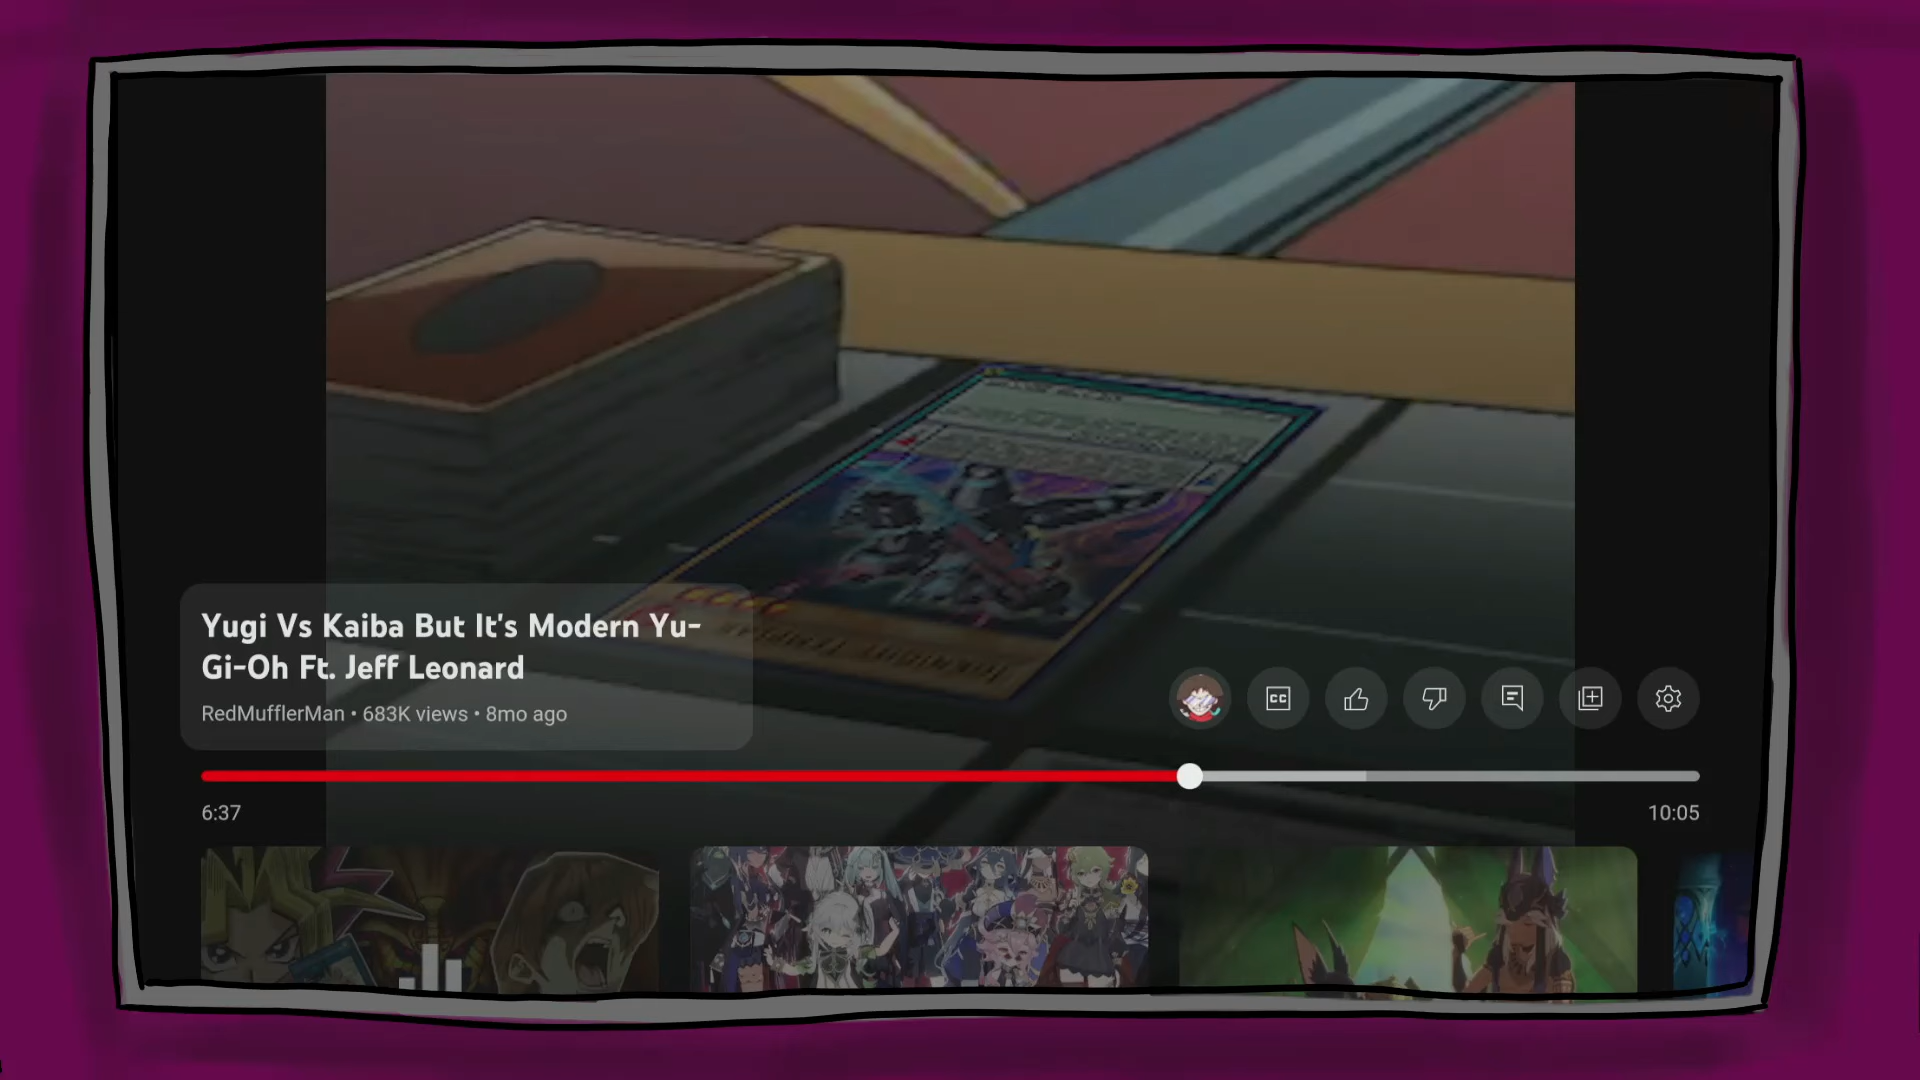 Yugi Vs Kaiba But It's Modern Yu-
Gi-Oh Ft. Jeff Leonard
RedMufflerMan • 683K views • 8mo ago
CC
6:37
10:05